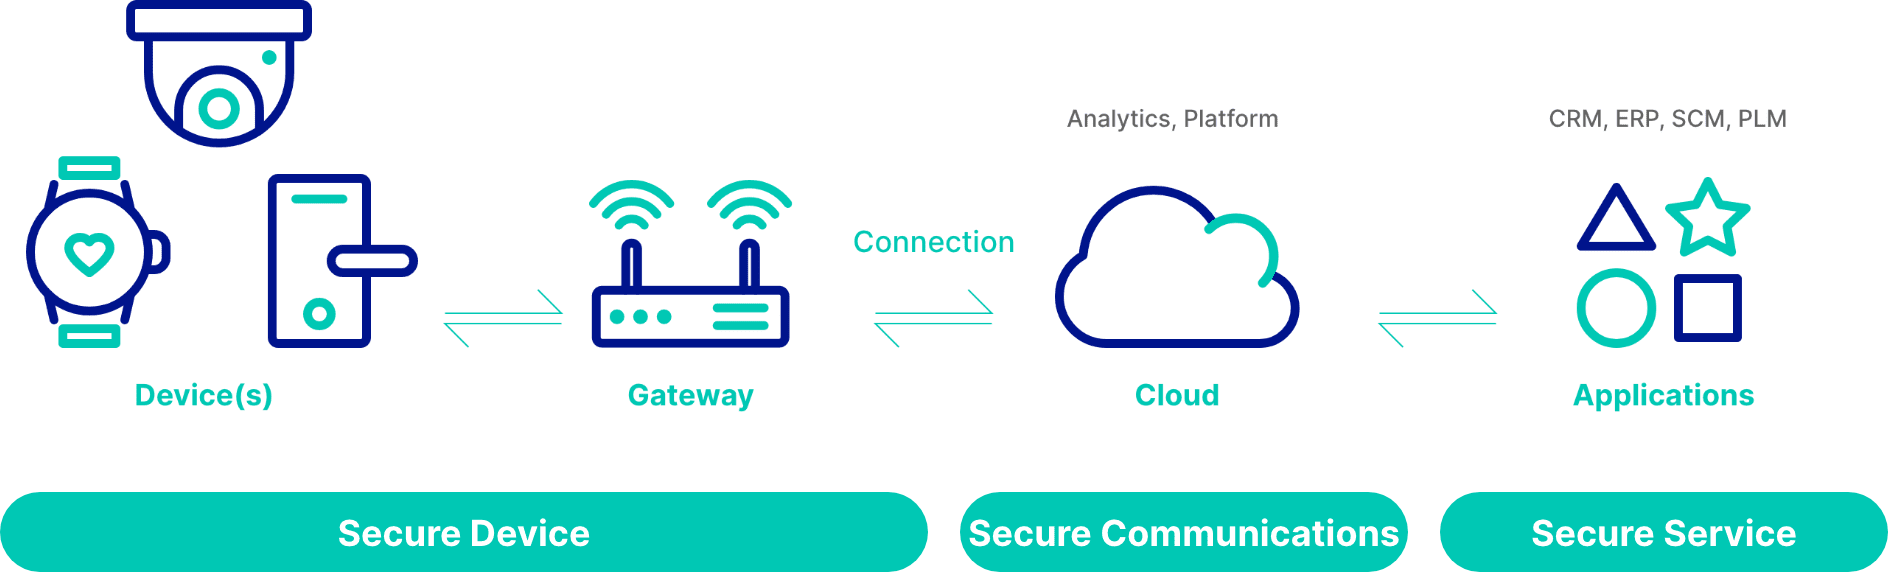 Analytics, Platform
CRM, ERP, SCM, PLM
Connection
Device(s)
Gateway
Cloud
Applications
Secure Device
Secure Communications
Secure Service